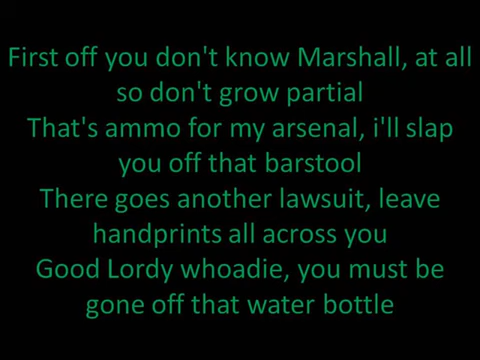 First off you don't know Marshall, at all
so don't grow partial
That's ammo for my arsenal, i'll slap
you off that barstool
There goes another lawsuit, leave
handprints all across you
Good Lordy whoadie, you must be
gone off that water bottle